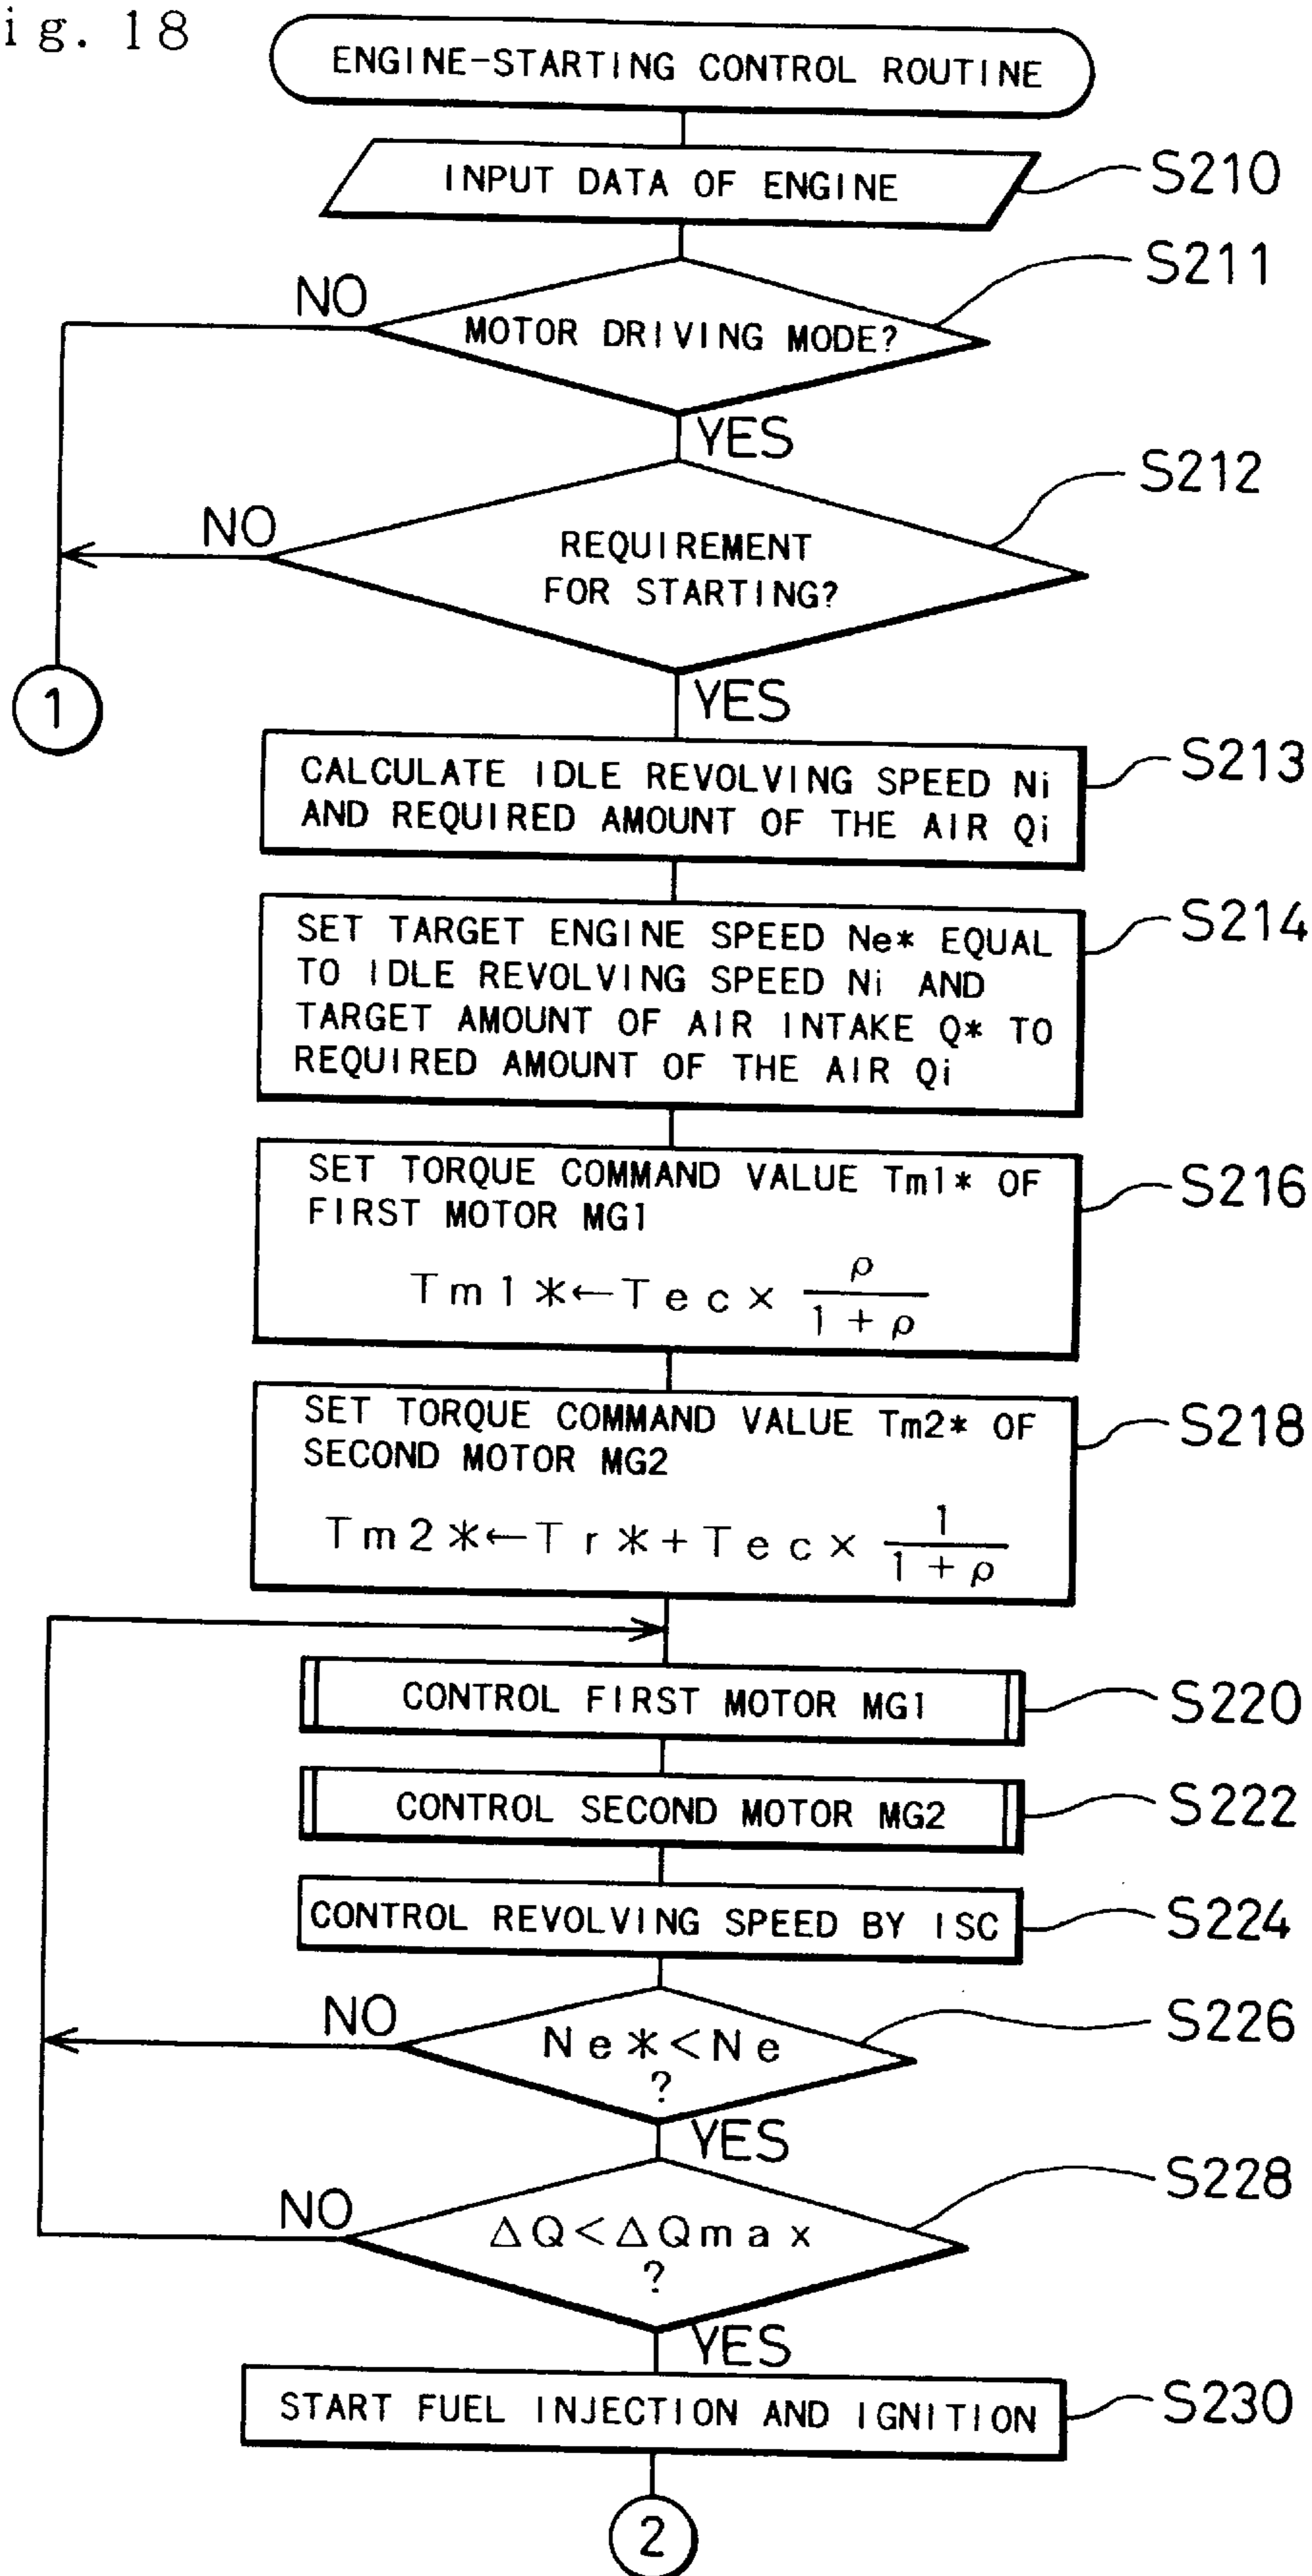 ig. 18
ENGINE-STARTING CONTROL ROUTINE
INPUT DATA OF ENGINE
S210
S211
NO
MOTOR DRIVING MODE?
YES
S212
NO
REQUIREMENT
FOR STARTING?
1
YES
S213
CALCULATE IDLE REVOLVING SPEED Ni
AND REQUIRED AMOUNT OF THE AIR Qi
S214
SET TARGET ENGINE SPEED Ne* EQUAL
TO IDLE REVOLVING SPEED Ni AND
TARGET AMOUNT OF AIR INTAKE Q* TO
REQUIRED AMOUNT OF THE AIR Qi
S216
SET TORQUE COMMAND VALUE Tm1* OF
FIRST MOTOR MG1
Tm1*←Tec× ρ/(1+ρ)
S218
SET TORQUE COMMAND VALUE Tm2* OF
SECOND MOTOR MG2
Tm2*←Tr*+Tec× 1/(1+ρ)
CONTROL FIRST MOTOR MG1
S220
CONTROL SECOND MOTOR MG2
S222
CONTROL REVOLVING SPEED BY ISC
S224
NO
S226
Ne*<Ne
?
YES
S228
NO
ΔQ<ΔQmax
?
YES
START FUEL INJECTION AND IGNITION
S230
2